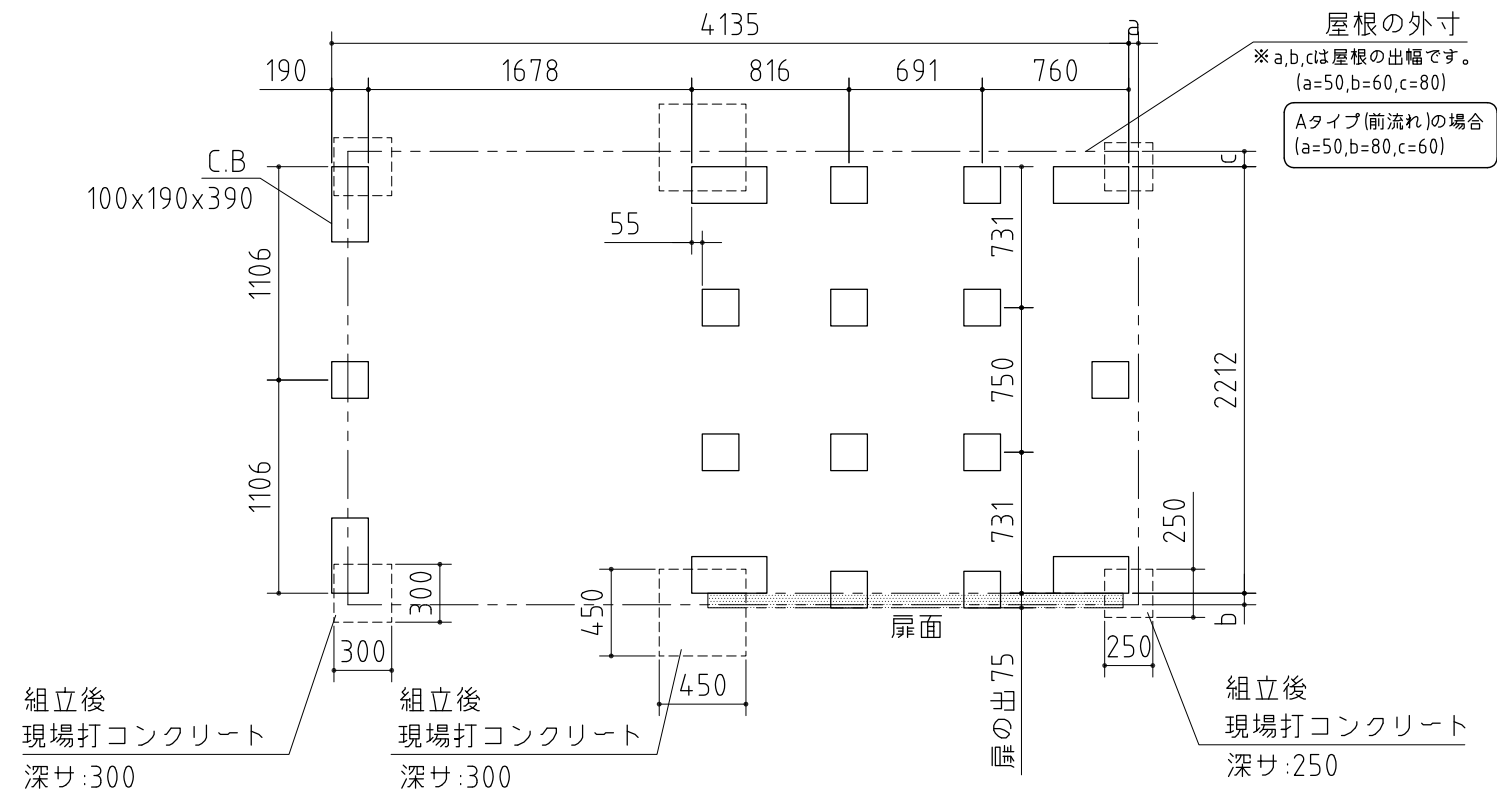 4135
a
屋根の外寸
※a,b,cは屋根の出幅です。
(a=50,b=60,c=80)
190
1678
816
691
760
Aタイプ(前流れ)の場合
(a=50,b=80,c=60)
C.B
100x190x390
c
55
731
1106
750
2212
1106
731
250
300
450
b
扉面
300
250
450
扉の出 75
組立後
現場打コンクリート
深サ:300
組立後
現場打コンクリート
深サ:300
組立後
現場打コンクリート
深サ:250